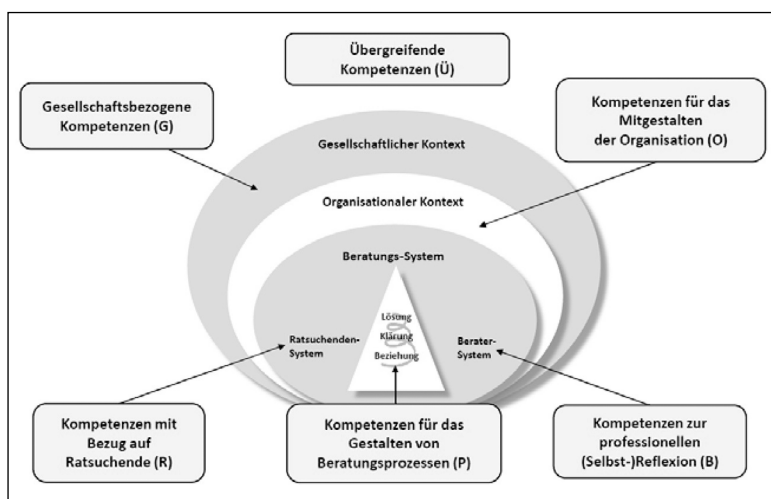 Übergreifende
Kompetenzen (Ü)
Gesellschaftsbezogene
Kompetenzen (G)
Kompetenzen für das
Mitgestalten
der Organisation (O)
Gesellschaftlicher Kontext
Organisationaler Kontext
Beratungs-System
Lösung
Klärung
Beziehung
Ratsuchenden-
System
Berater-
System
Kompetenzen mit
Bezug auf
Ratsuchende (R)
Kompetenzen für das
Gestalten von
Beratungsprozessen (P)
Kompetenzen zur
professionellen
(Selbst-)Reflexion (B)